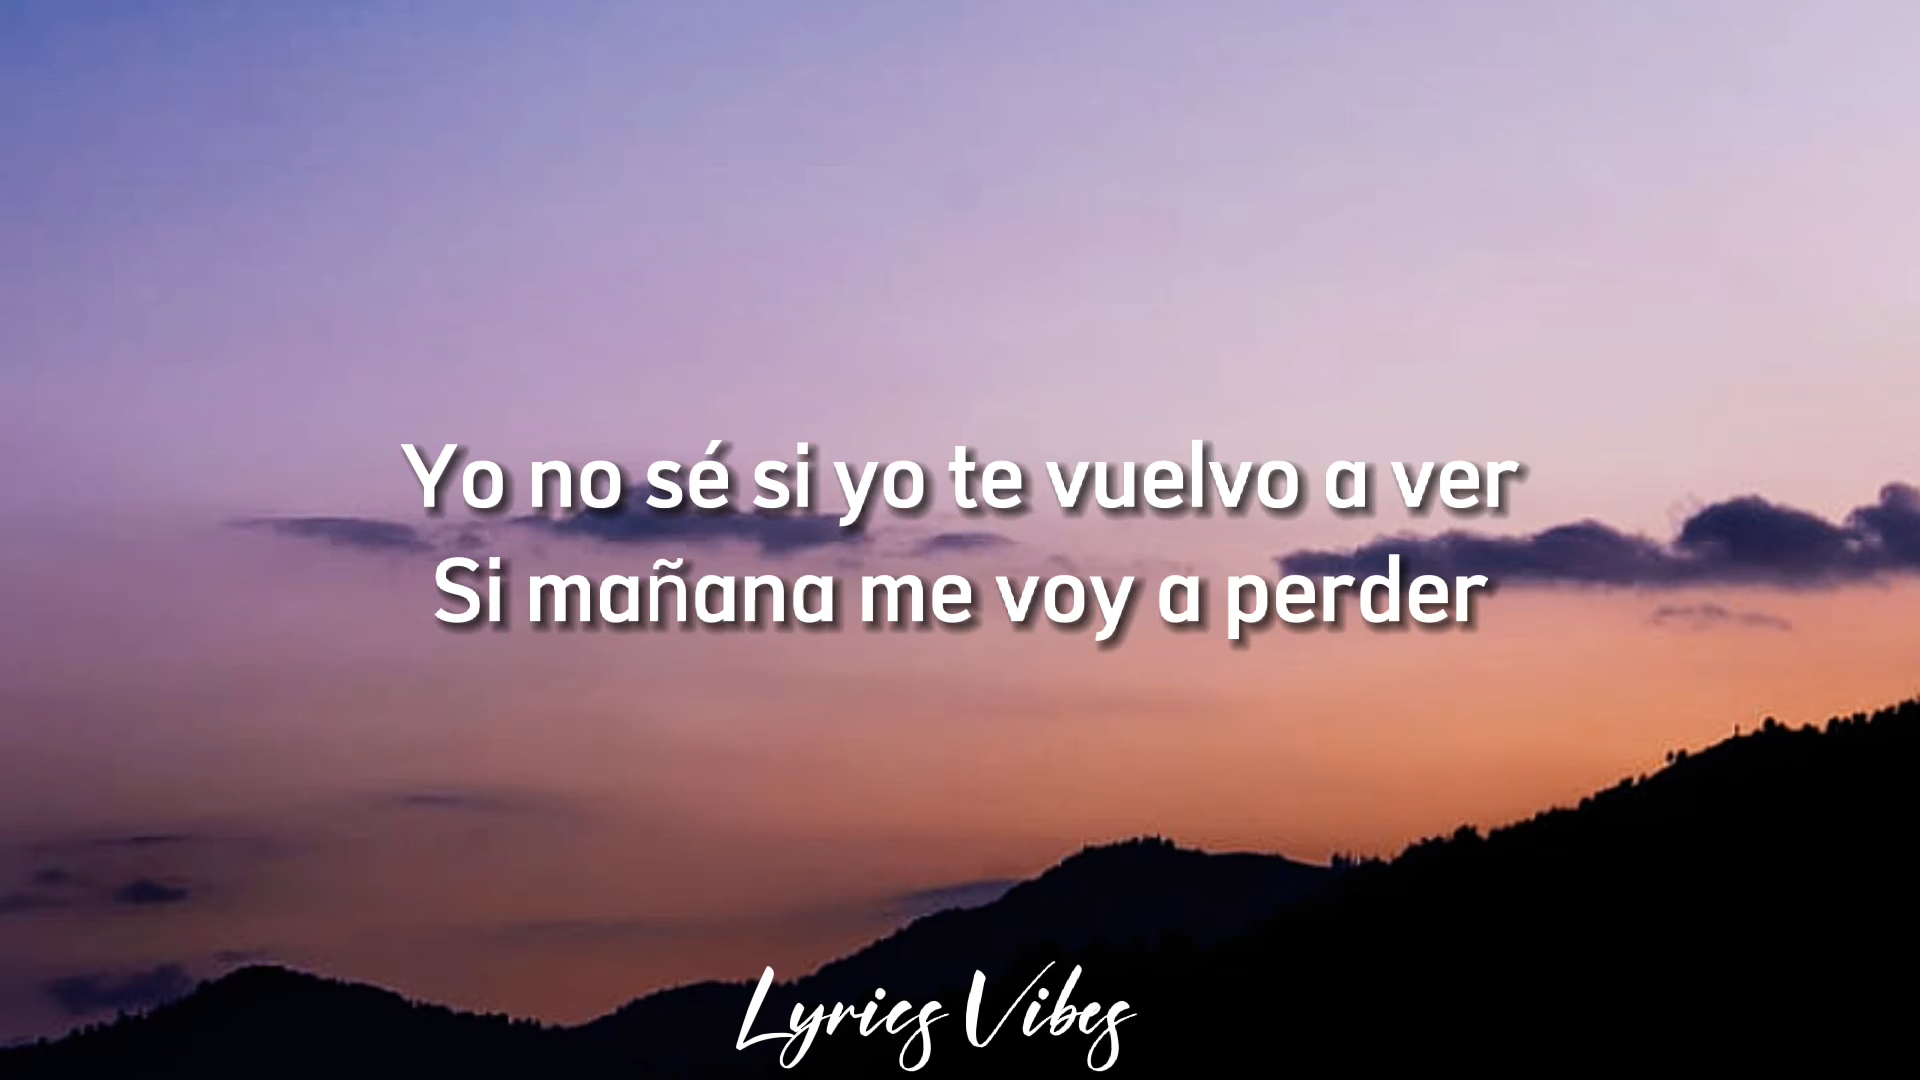 Yo no sé si yo te vuelvo a ver
Si mañana me voy a perder
Lyrics Vibes